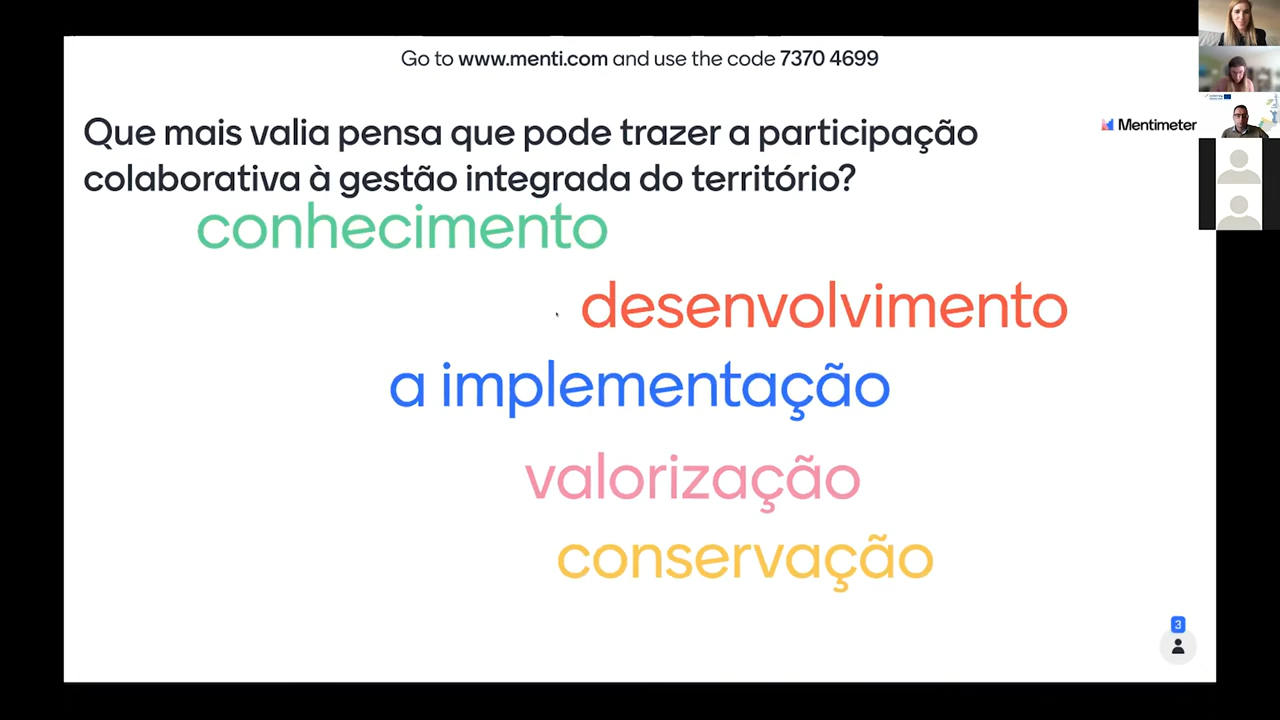 Go to www.menti.com and use the code 7370 4699
Que mais valia pensa que pode trazer a participação
colaborativa à gestão integrada do território?
Mentimeter
conhecimento
desenvolvimento
a implementação
valorização
conservação
3